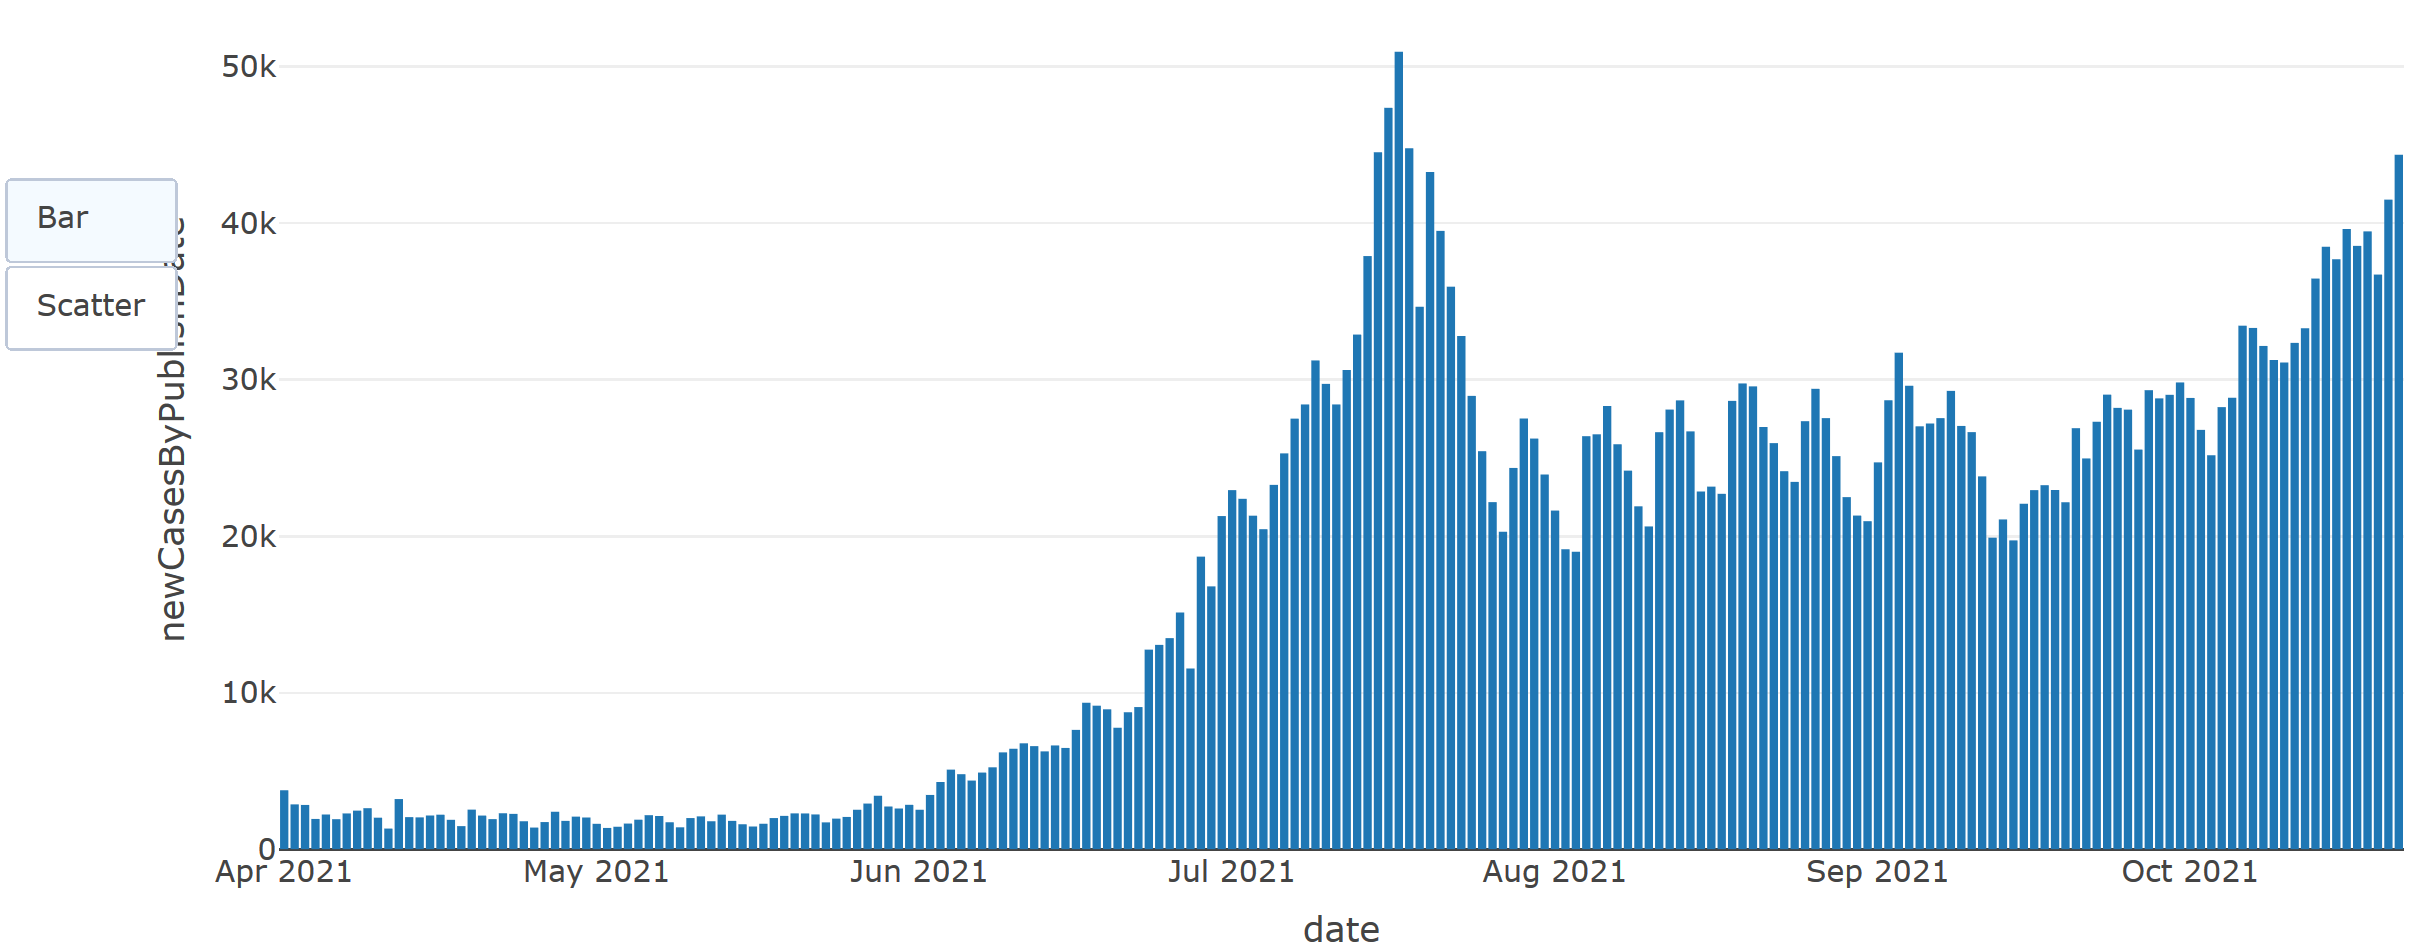 50k
40k
30k
20k
10k
0
Bar
Scatter
newCasesByPublishDate
Apr 2021 May 2021 Jun 2021 Jul 2021 Aug 2021 Sep 2021 Oct 2021
date